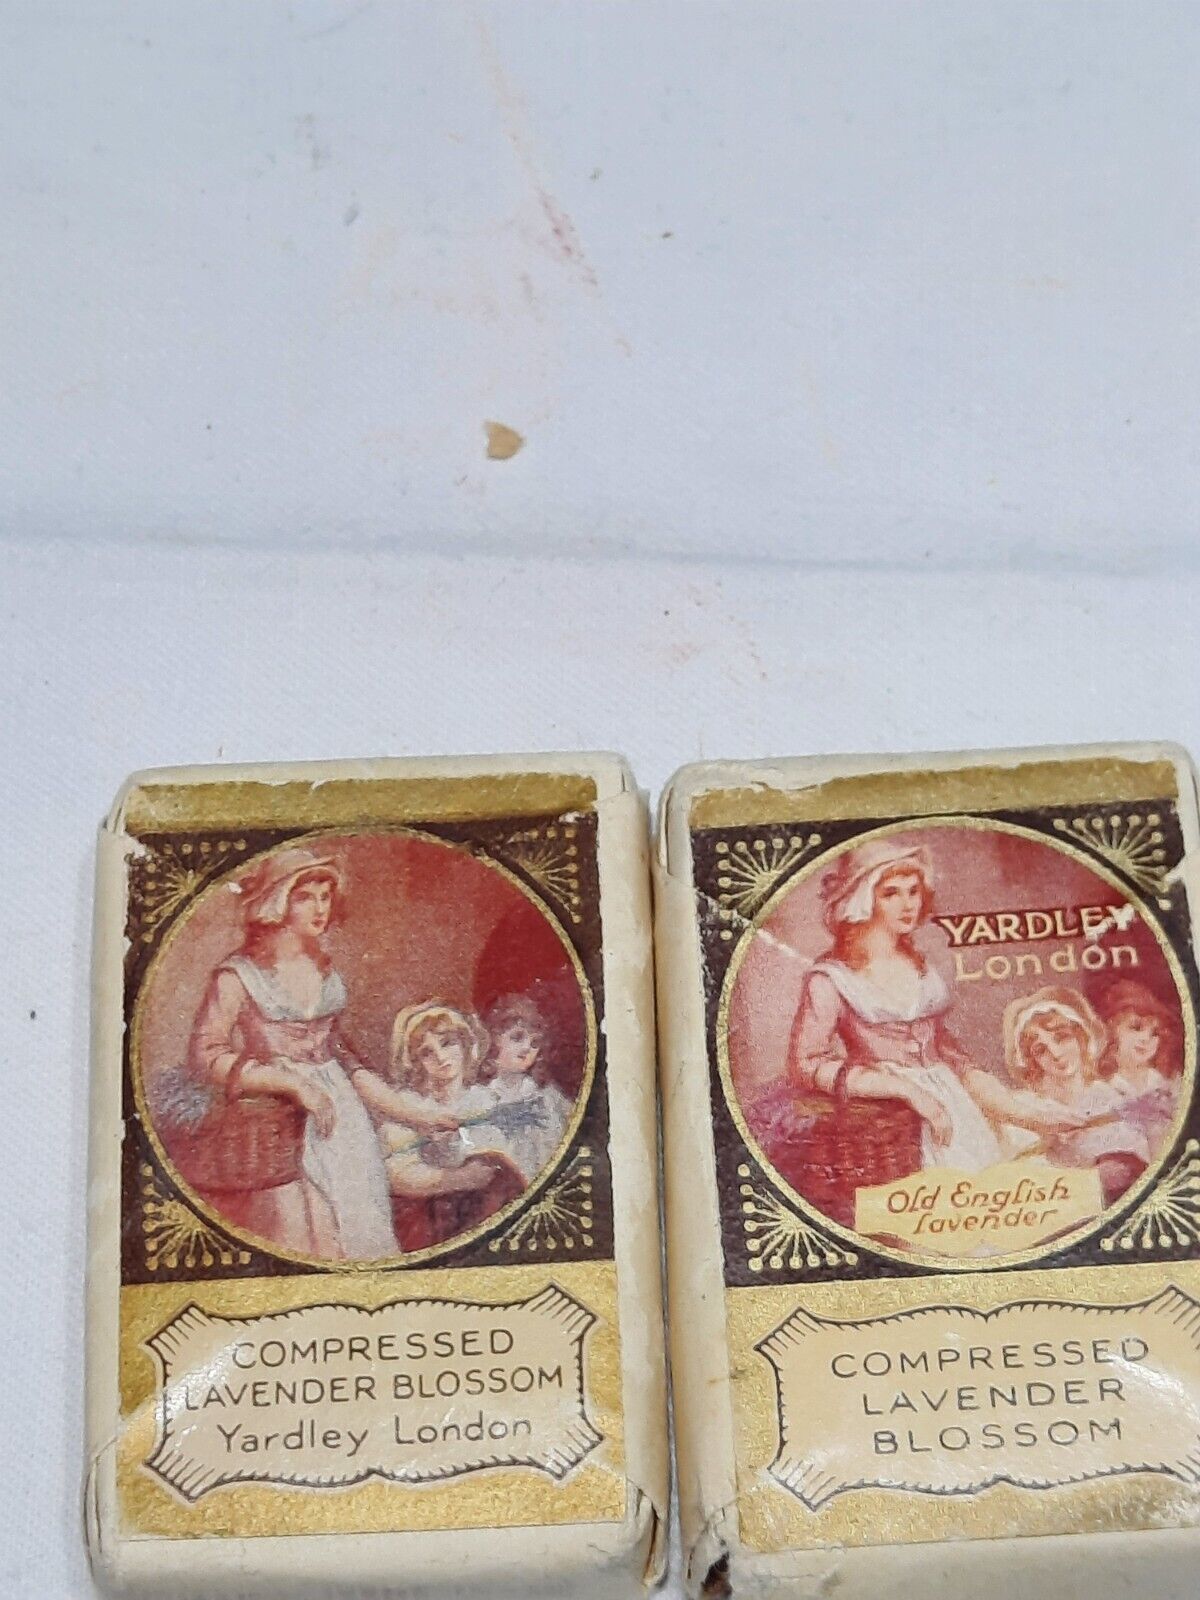 COMPRESSED
LAVENDER BLOSSOM
Yardley London
YARDLEY
London
Old English
Lavender
COMPRESSED
LAVENDER
BLOSSOM